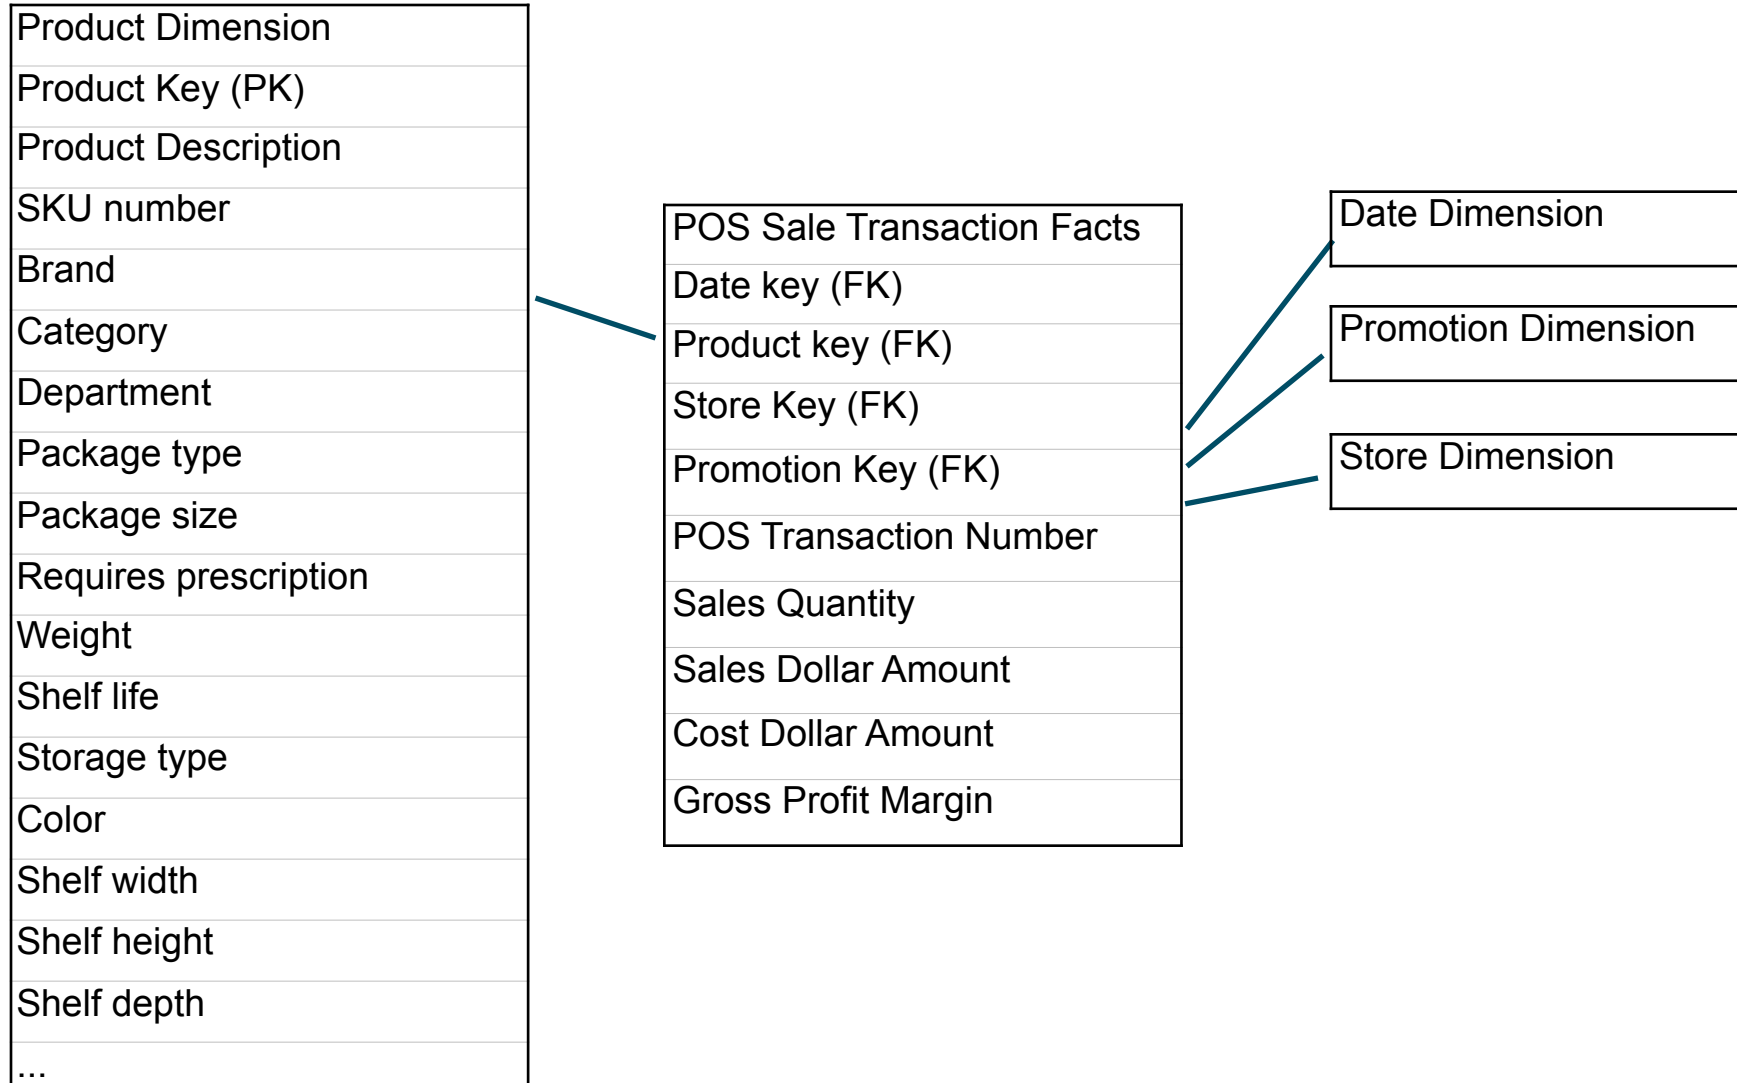 Product Dimension
Product Key (PK)
Product Description
SKU number
Brand
Category
Department
Package type
Package size
Requires prescription
Weight
Shelf life
Storage type
Color
Shelf width
Shelf height
Shelf depth
...
POS Sale Transaction Facts
Date key (FK)
Product key (FK)
Store Key (FK)
Promotion Key (FK)
POS Transaction Number
Sales Quantity
Sales Dollar Amount
Cost Dollar Amount
Gross Profit Margin
Date Dimension
Promotion Dimension
Store Dimension